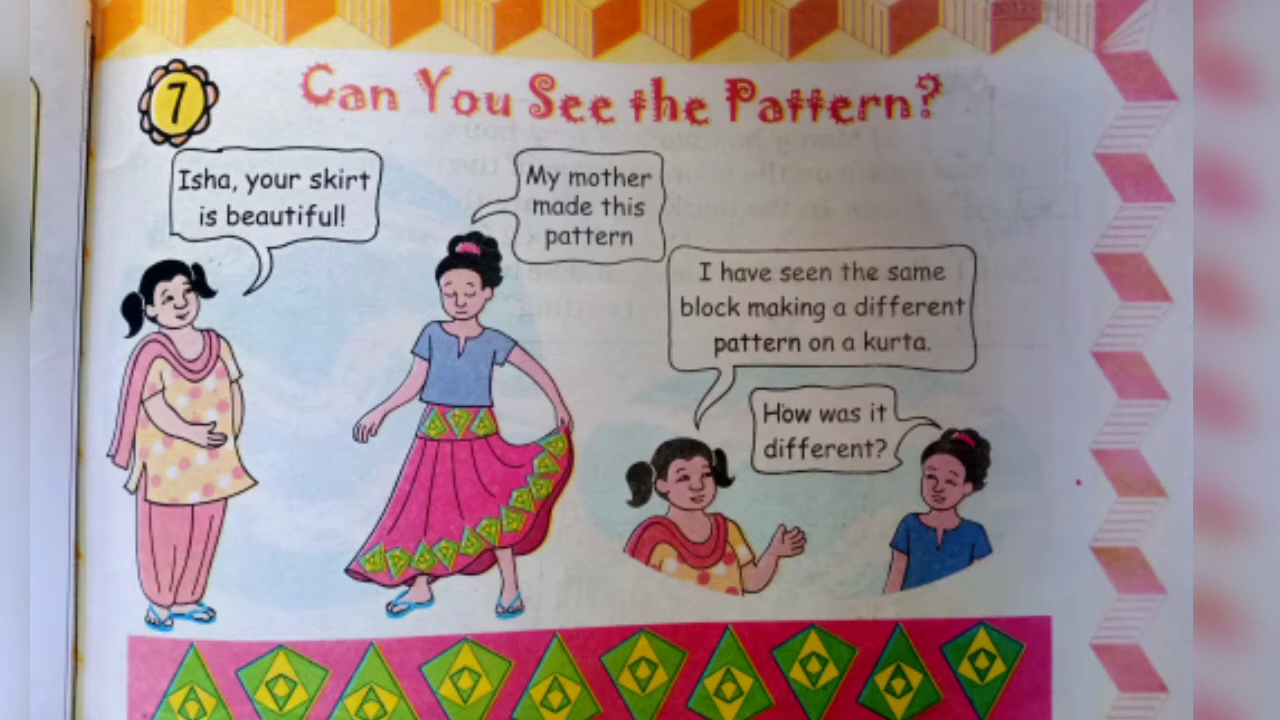 7
Can You See the Pattern?
Isha, your skirt
is beautiful!
My mother
made this
pattern
I have seen the same
block making a different
pattern on a kurta.
How was it
different?